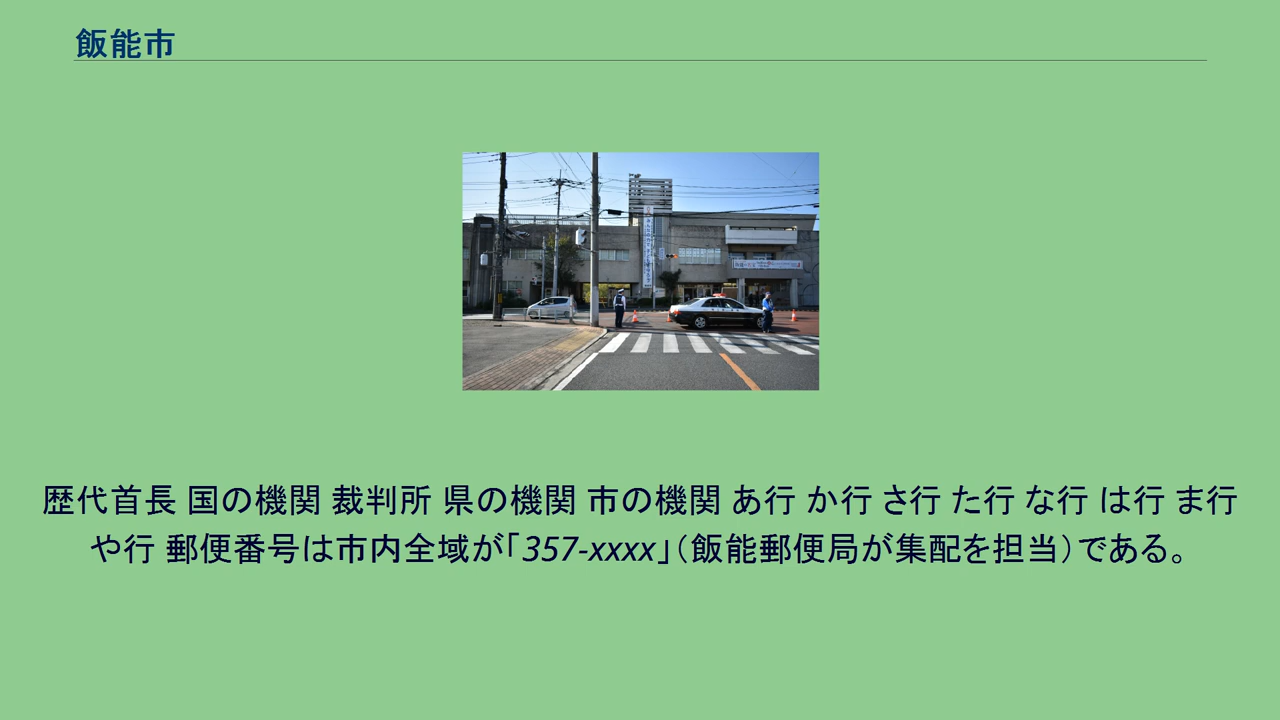 飯能市
歴代首長 国の機関 裁判所 県の機関 市の機関 あ行 か行 さ行 た行 な行 は行 ま行
や行 郵便番号は市内全域が「357-xxxx」（飯能郵便局が集配を担当）である。